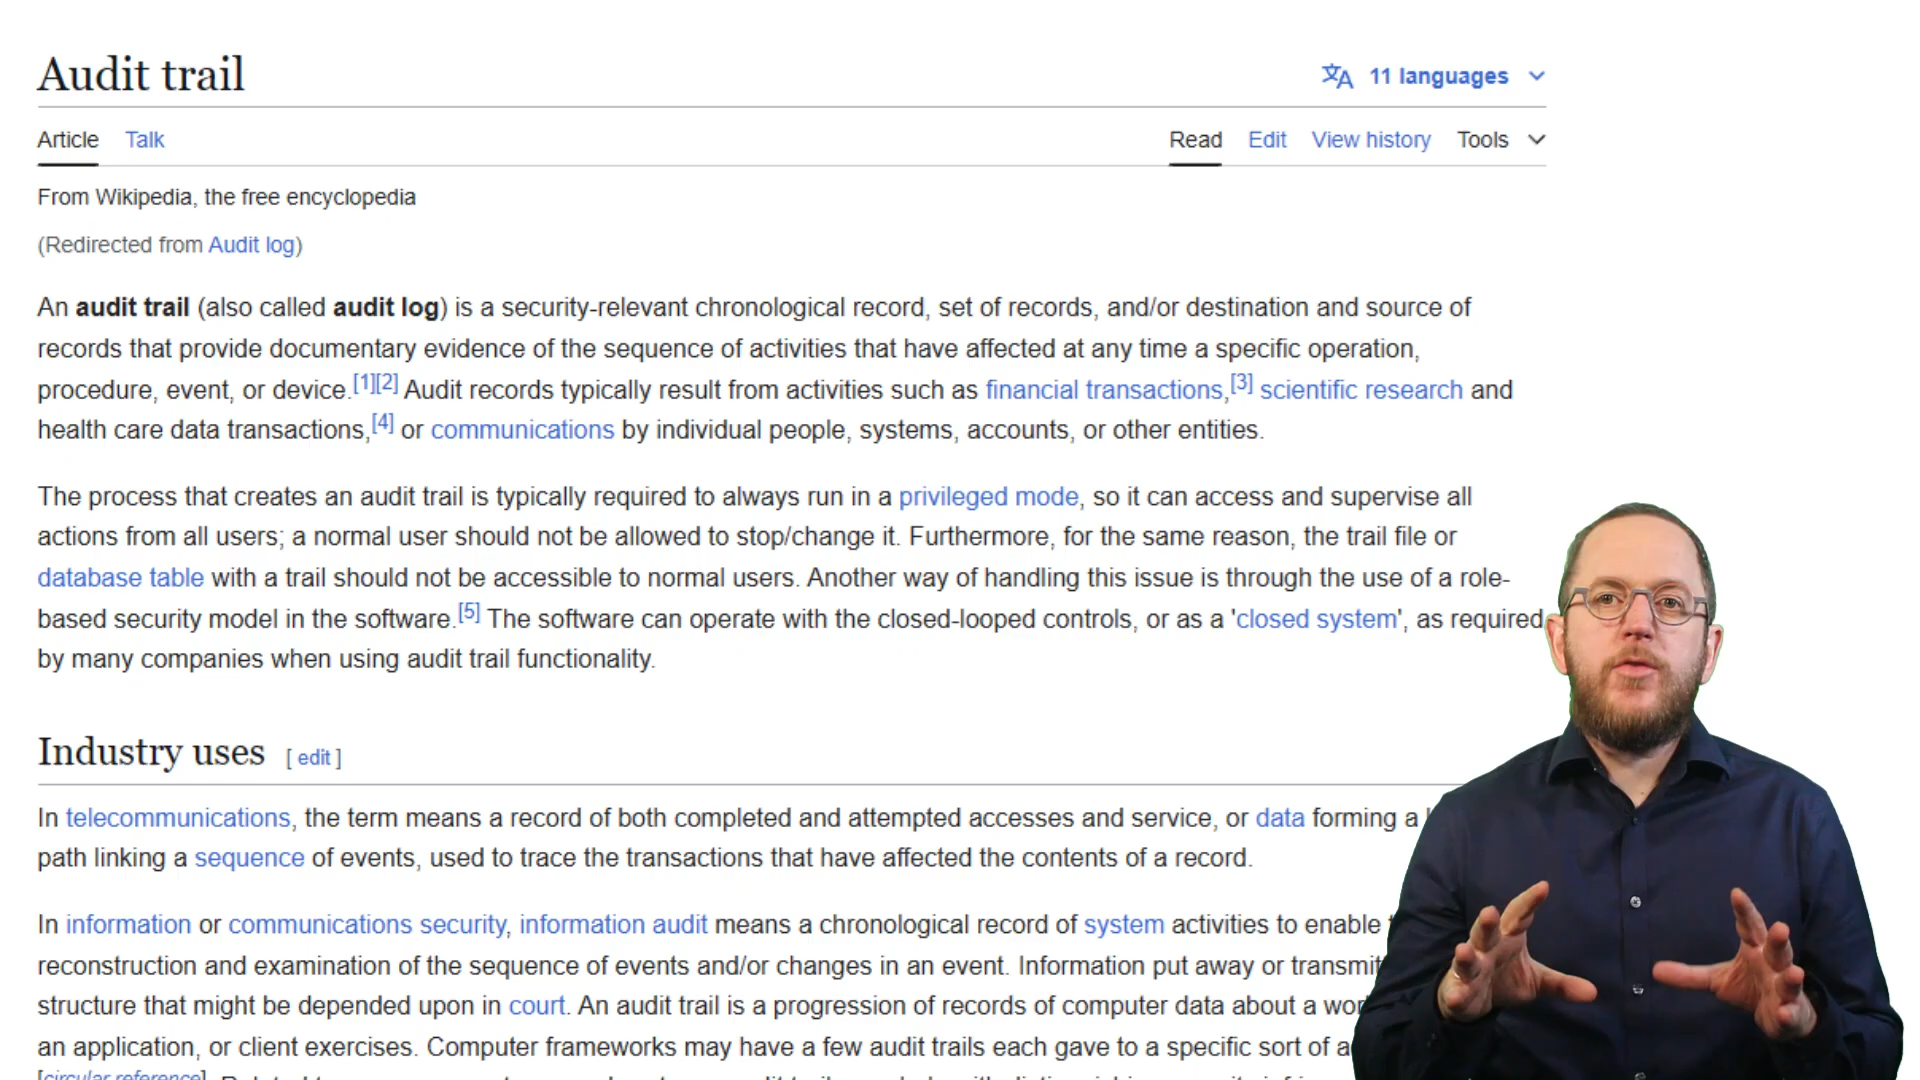 Audit trail
11 languages
Article Talk Read Edit View history Tools
From Wikipedia, the free encyclopedia
(Redirected from Audit log)
An audit trail (also called audit log) is a security-relevant chronological record, set of records, and/or destination and source of
records that provide documentary evidence of the sequence of activities that have affected at any time a specific operation,
procedure, event, or device.[1][2] Audit records typically result from activities such as financial transactions,[3] scientific research and
health care data transactions,[4] or communications by individual people, systems, accounts, or other entities.
The process that creates an audit trail is typically required to always run in a privileged mode, so it can access and supervise all
actions from all users; a normal user should not be allowed to stop/change it. Furthermore, for the same reason, the trail file or
database table with a trail should not be accessible to normal users. Another way of handling this issue is through the use of a role-
based security model in the software.[5] The software can operate with the closed-looped controls, or as a 'closed system', as required
by many companies when using audit trail functionality.
Industry uses [ edit ]
In telecommunications, the term means a record of both completed and attempted accesses and service, or data forming a
path linking a sequence of events, used to trace the transactions that have affected the contents of a record.
In information or communications security, information audit means a chronological record of system activities to enable
reconstruction and examination of the sequence of events and/or changes in an event. Information put away or
structure that might be depended upon in court. An audit trail is a progression of records of computer data about a
an application, or client exercises. Computer frameworks may have a few audit trails each gave to a specific sort of
[circular reference]